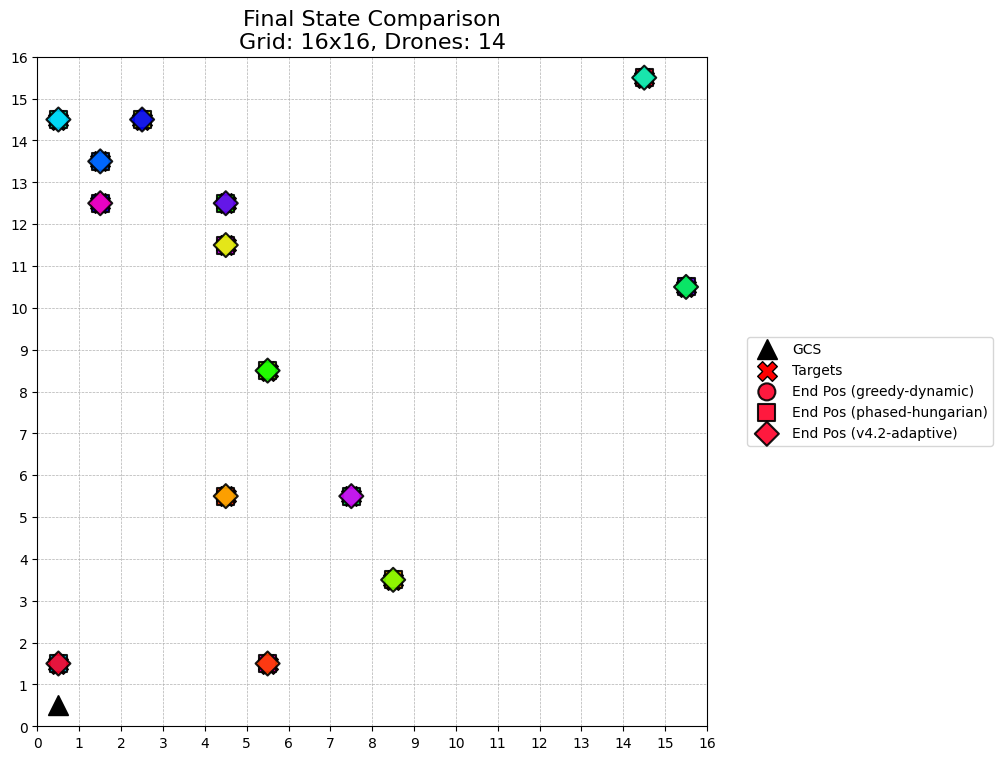 Final State Comparison
Grid: 16x16, Drones: 14
16
15
14
13
12
11
10
9
8
7
6
5
4
3
2
1
0
0 1 2 3 4 5 6 7 8 9 10 11 12 13 14 15 16
GCS
Targets
End Pos (greedy-dynamic)
End Pos (phased-hungarian)
End Pos (v4.2-adaptive)